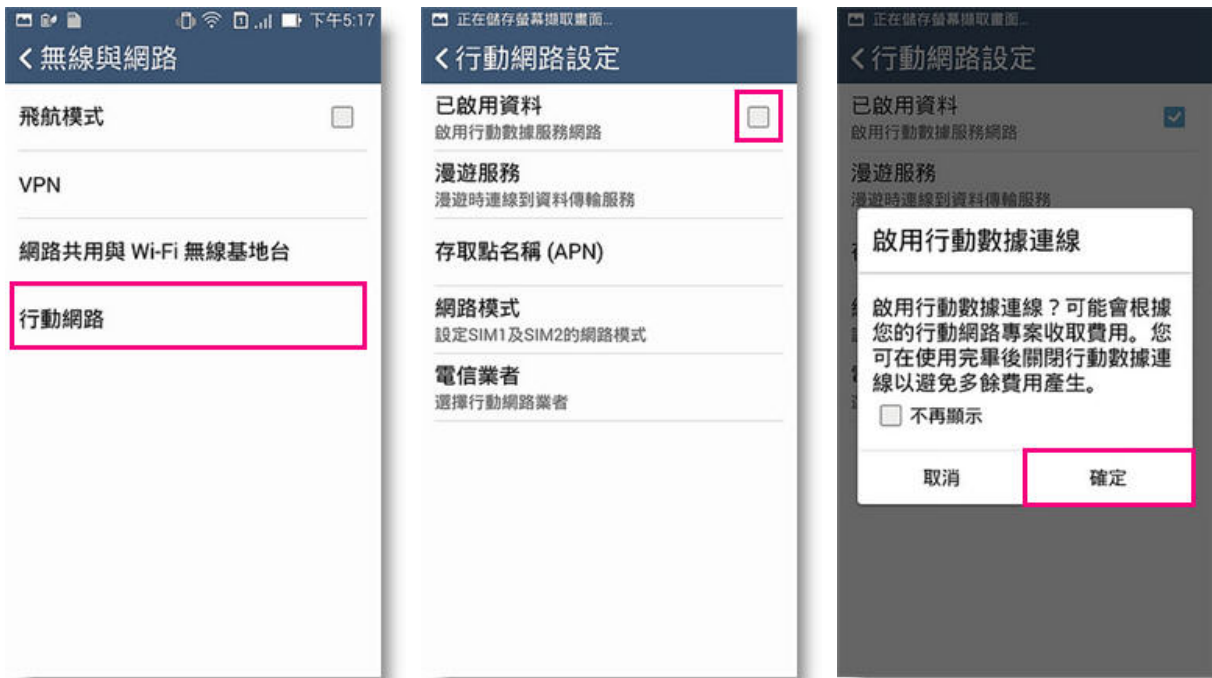 下午5:17
無線與網路
飛航模式
VPN
網路共用與 Wi-Fi 無線基地台
行動網路
正在儲存螢幕擷取畫面...
行動網路設定
已啟用資料
啟用行動數據服務網路
漫遊服務
漫遊時連線到資料傳輸服務
存取點名稱 (APN)
網路模式
設定SIM1及SIM2的網路模式
電信業者
選擇行動網路業者
正在儲存螢幕擷取畫面...
行動網路設定
已啟用資料
啟用行動數據服務網路
漫遊服務
漫遊時連線到資料傳輸服務
啟用行動數據連線
啟用行動數據連線？可能會根據
您的行動網路專案收取費用。您
可在使用完畢後關閉行動數據連
線以避免多餘費用產生。
不再顯示
取消
確定